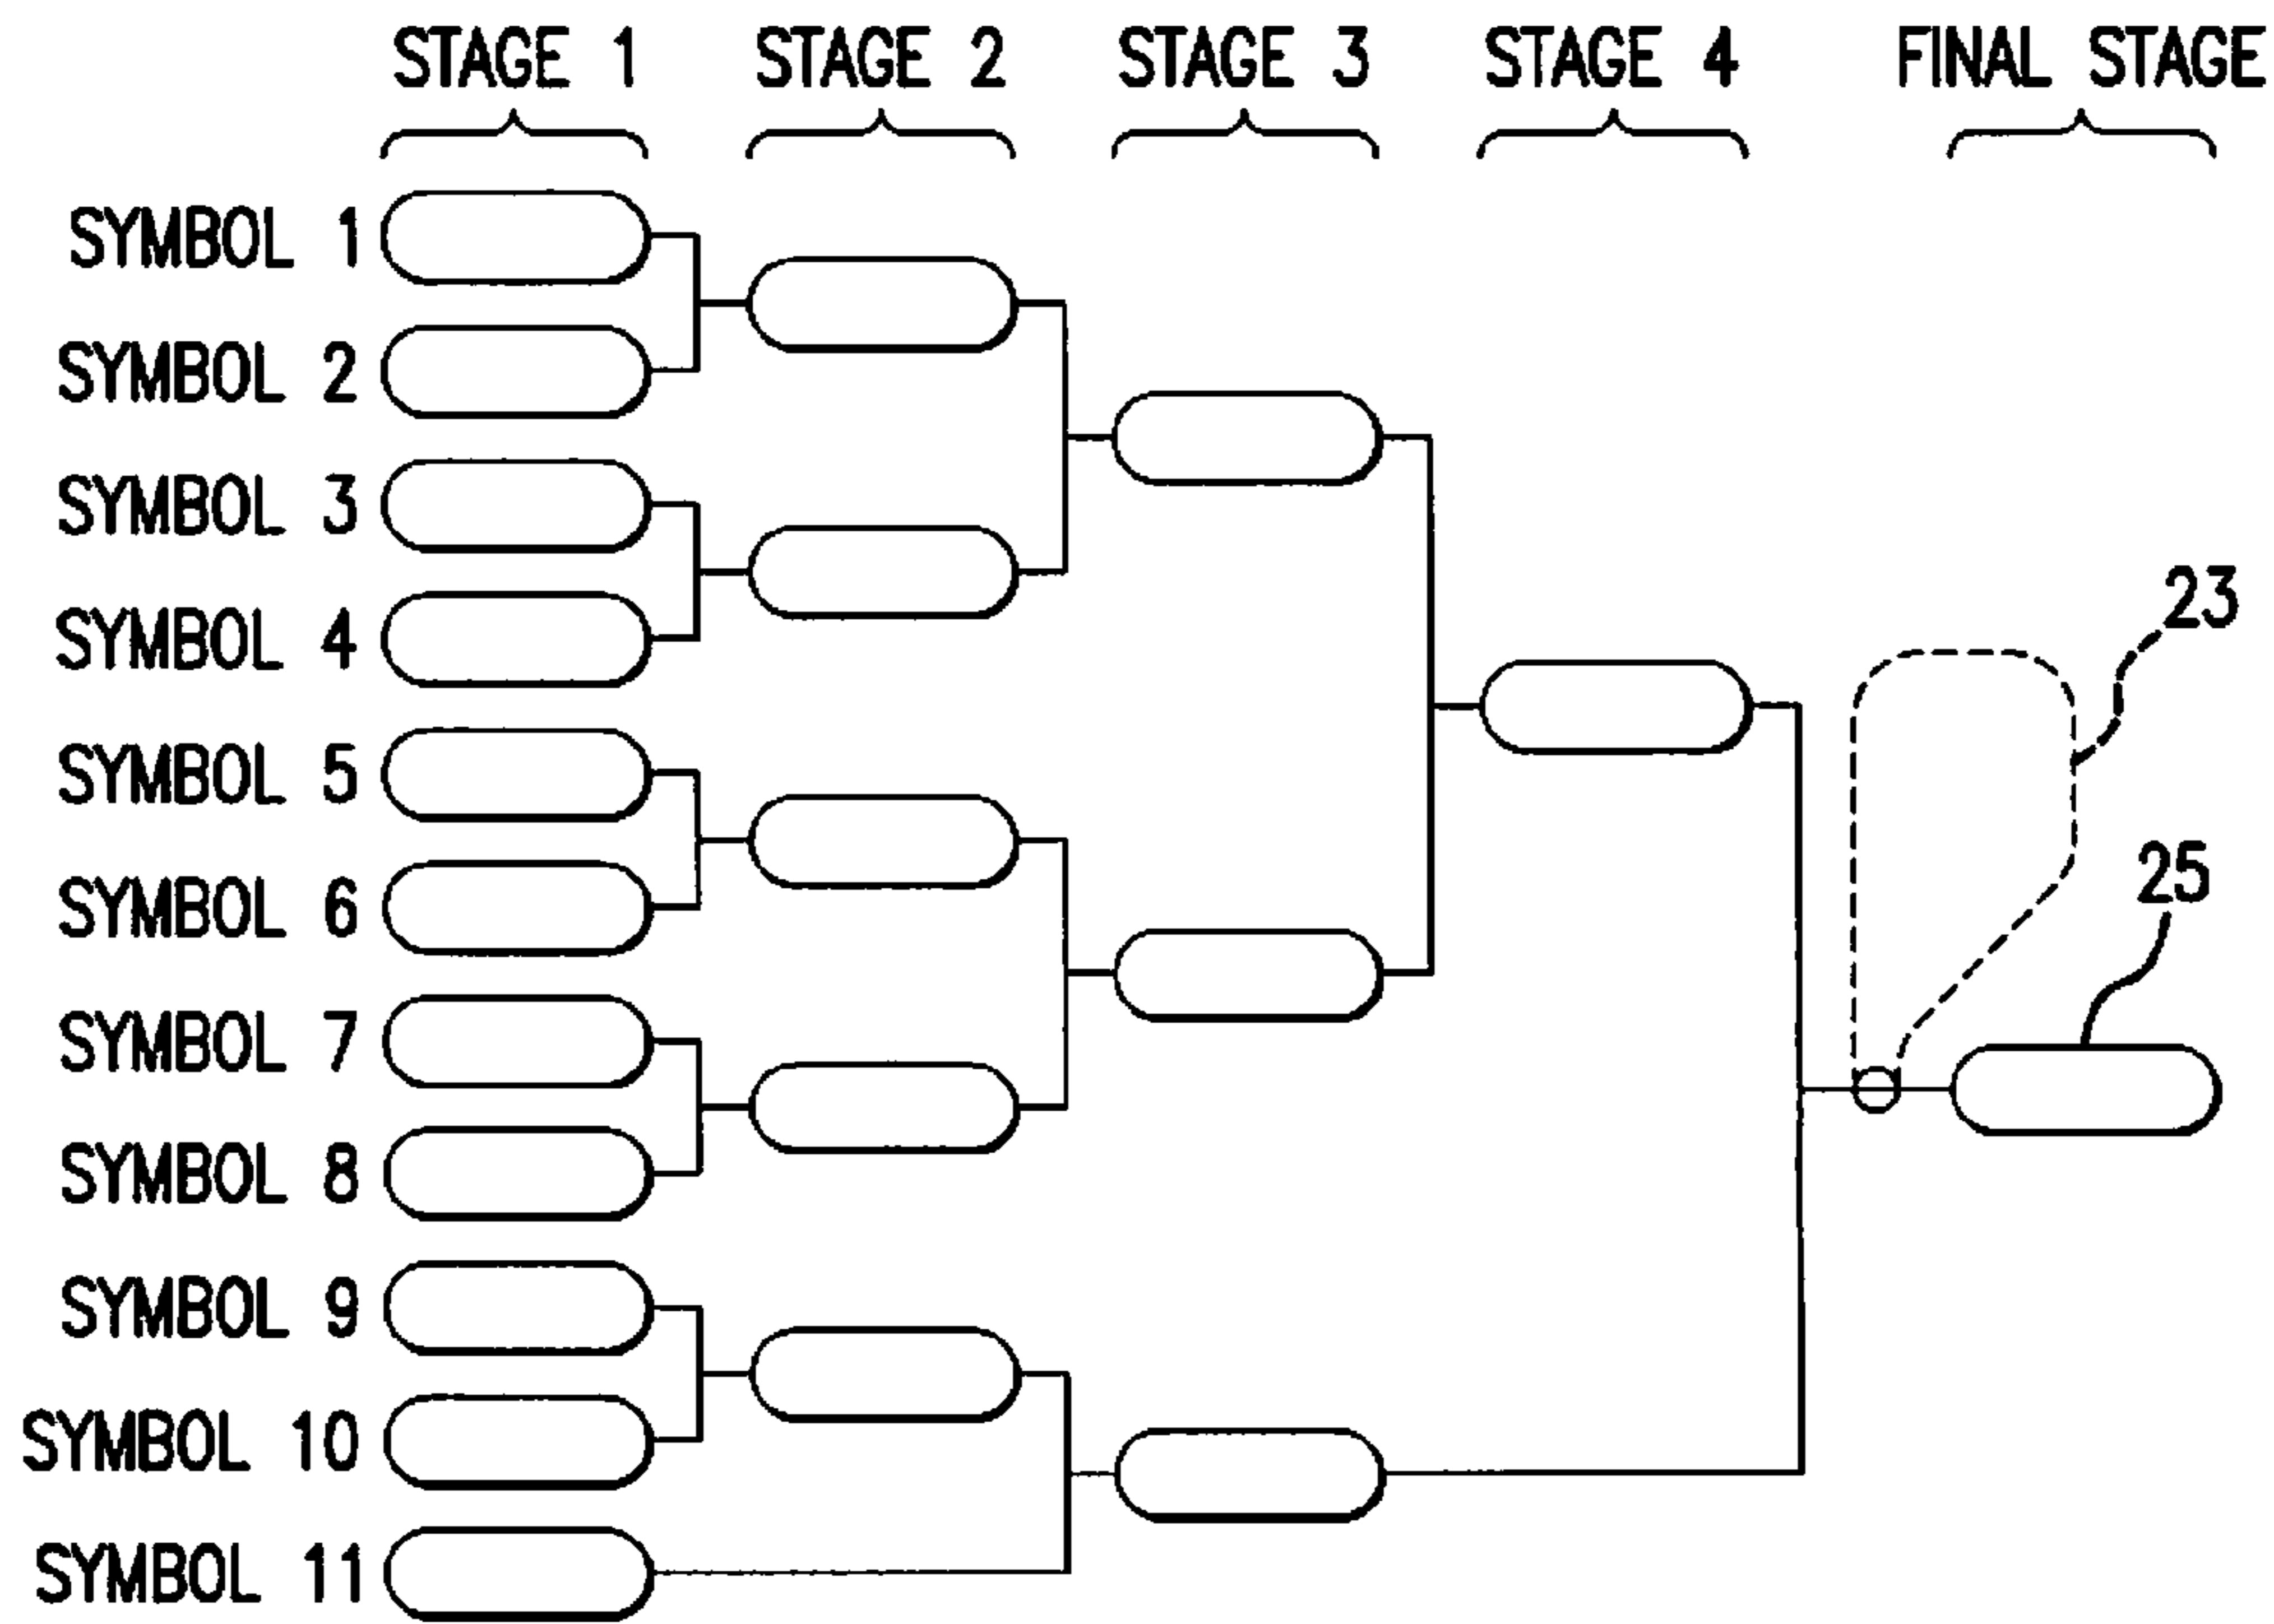 STAGE 1 STAGE 2 STAGE 3 STAGE 4 FINAL STAGE
SYMBOL 1
SYMBOL 2
SYMBOL 3
SYMBOL 4
23
SYMBOL 5
25
SYMBOL 6
SYMBOL 7
SYMBOL 8
SYMBOL 9
SYMBOL 10
SYMBOL 11